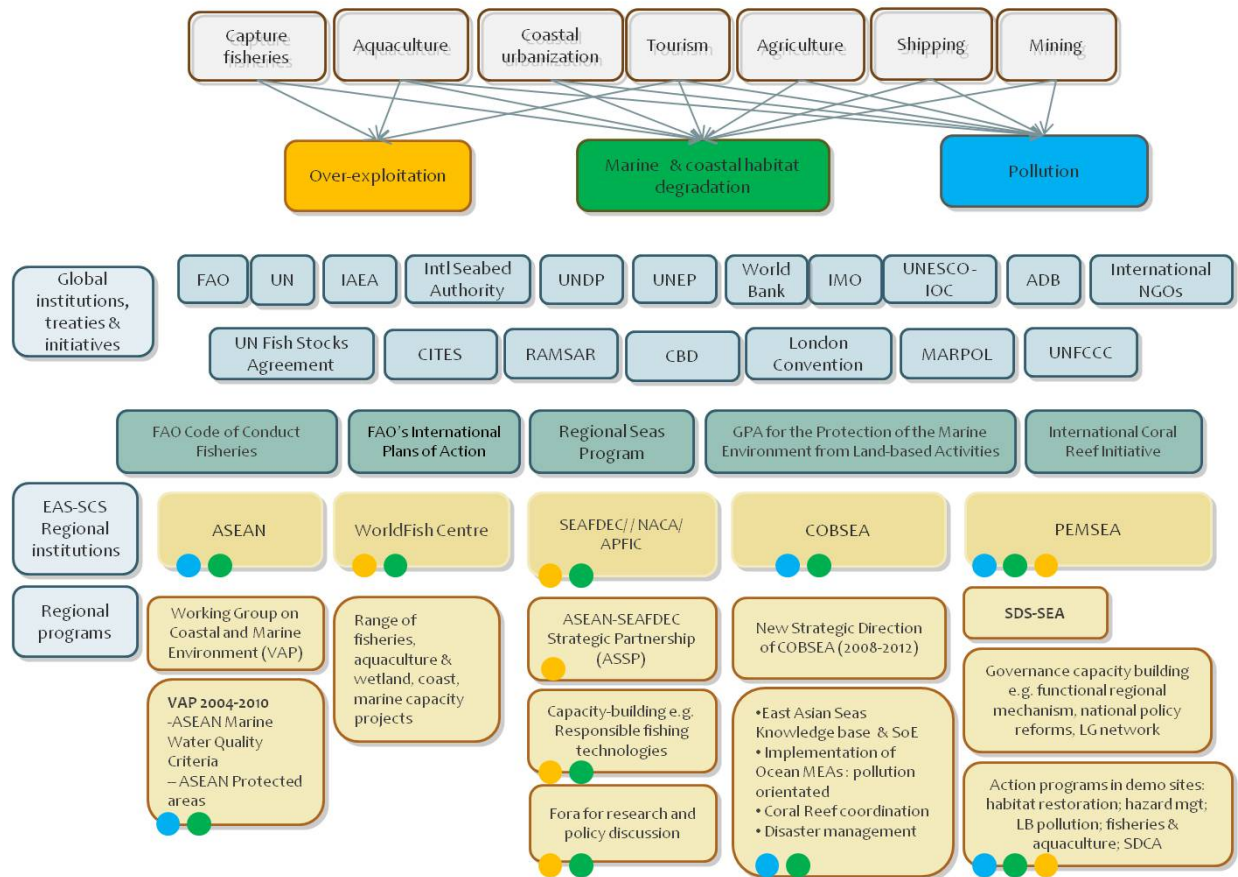 Capture
fisheries
Aquaculture
Coastal
urbanization
Tourism
Agriculture
Shipping
Mining
Over-exploitation
Marine & coastal habitat
degradation
Pollution
Global
institutions,
treaties &
initiatives
FAO
UN
IAEA
Intl Seabed
Authority
UNDP
UNEP
World
Bank
IMO
UNESCO-
IOC
ADB
International
NGOs
UN Fish Stocks
Agreement
CITES
RAMSAR
CBD
London
Convention
MARPOL
UNFCCC
FAO Code of Conduct
Fisheries
FAO's International
Plans of Action
Regional Seas
Program
GPA for the Protection of the Marine
Environment from Land-based Activities
International Coral
Reef Initiative
EAS-SCS
Regional
institutions
ASEAN
WorldFish Centre
SEAFDEC//NACA/
APFIC
COBSEA
PEMSEA
Regional
programs
Working Group on
Coastal and Marine
Environment (VAP)
VAP 2004-2010
-ASEAN Marine
Water Quality
Criteria
– ASEAN Protected
areas
Range of
fisheries,
aquaculture &
wetland, coast,
marine capacity
projects
ASEAN-SEAFDEC
Strategic Partnership
(ASSP)
Capacity-building e.g.
Responsible fishing
technologies
Fora for research and
policy discussion
New Strategic Direction
of COBSEA (2008-2012)
•East Asian Seas
Knowledge base & SoE
• Implementation of
Ocean MEAs : pollution
orientated
• Coral Reef coordination
• Disaster management
SDS-SEA
Governance capacity building
e.g. functional regional
mechanism, national policy
reforms, LG network
Action programs in demo sites:
habitat restoration; hazard mgt;
LB pollution; fisheries &
aquaculture; SDCA